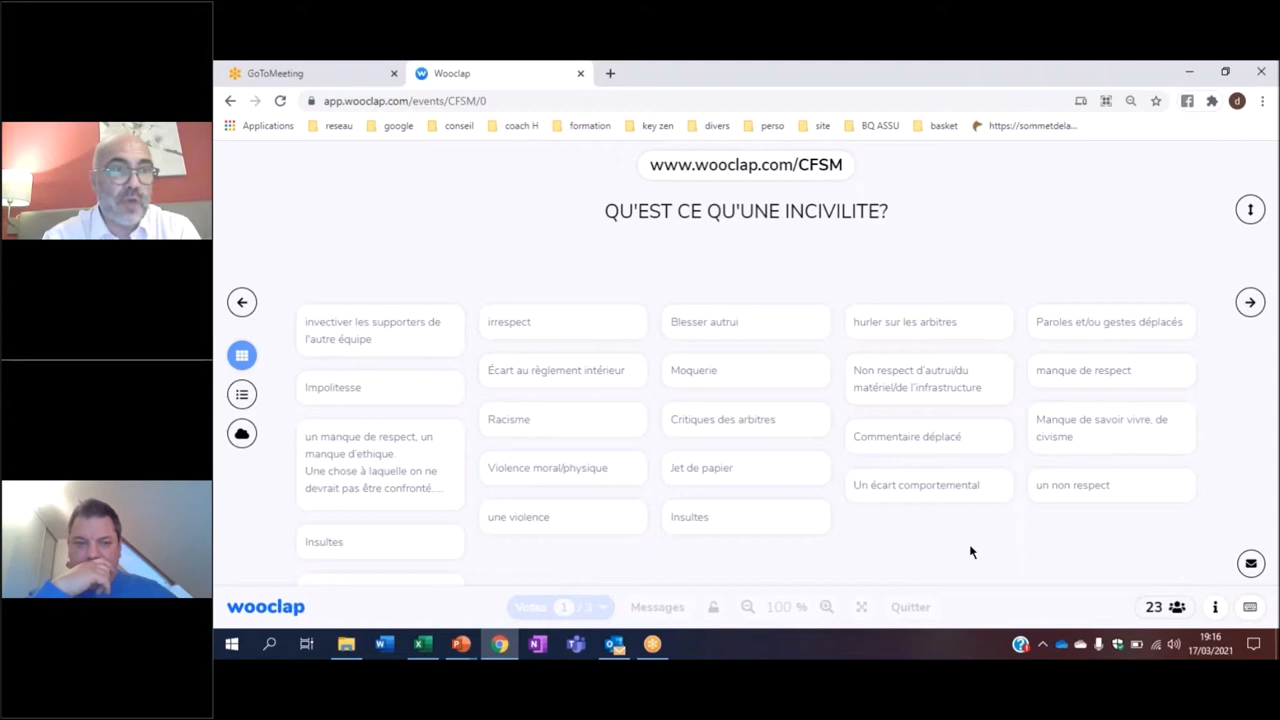 GoToMeeting
Wooclap
app.wooclap.com/events/CFSM/0
Applications reseau google conseil coach H formation key zen divers perso site BQ ASSU basket https://sommetdela...
www.wooclap.com/CFSM
QU'EST CE QU'UNE INCIVILITE?
invectiver les supporters de
l'autre équipe
Impolitesse
un manque de respect, un
manque d'ethique.
Une chose à laquelle on ne
devrait pas être confronté....
Insultes
irrespect
Écart au règlement intérieur
Racisme
Violence moral/physique
une violence
Blesser autrui
Moquerie
Critiques des arbitres
Jet de papier
Insultes
hurler sur les arbitres
Non respect d'autrui/du
matériel/de l'infrastructure
Commentaire déplacé
Un écart comportemental
Paroles et/ou gestes déplacés
manque de respect
Manque de savoir vivre, de
civisme
un non respect
wooclap
Votes 1 / 3
Messages
100 %
Quitter
23
19:16
17/03/2021